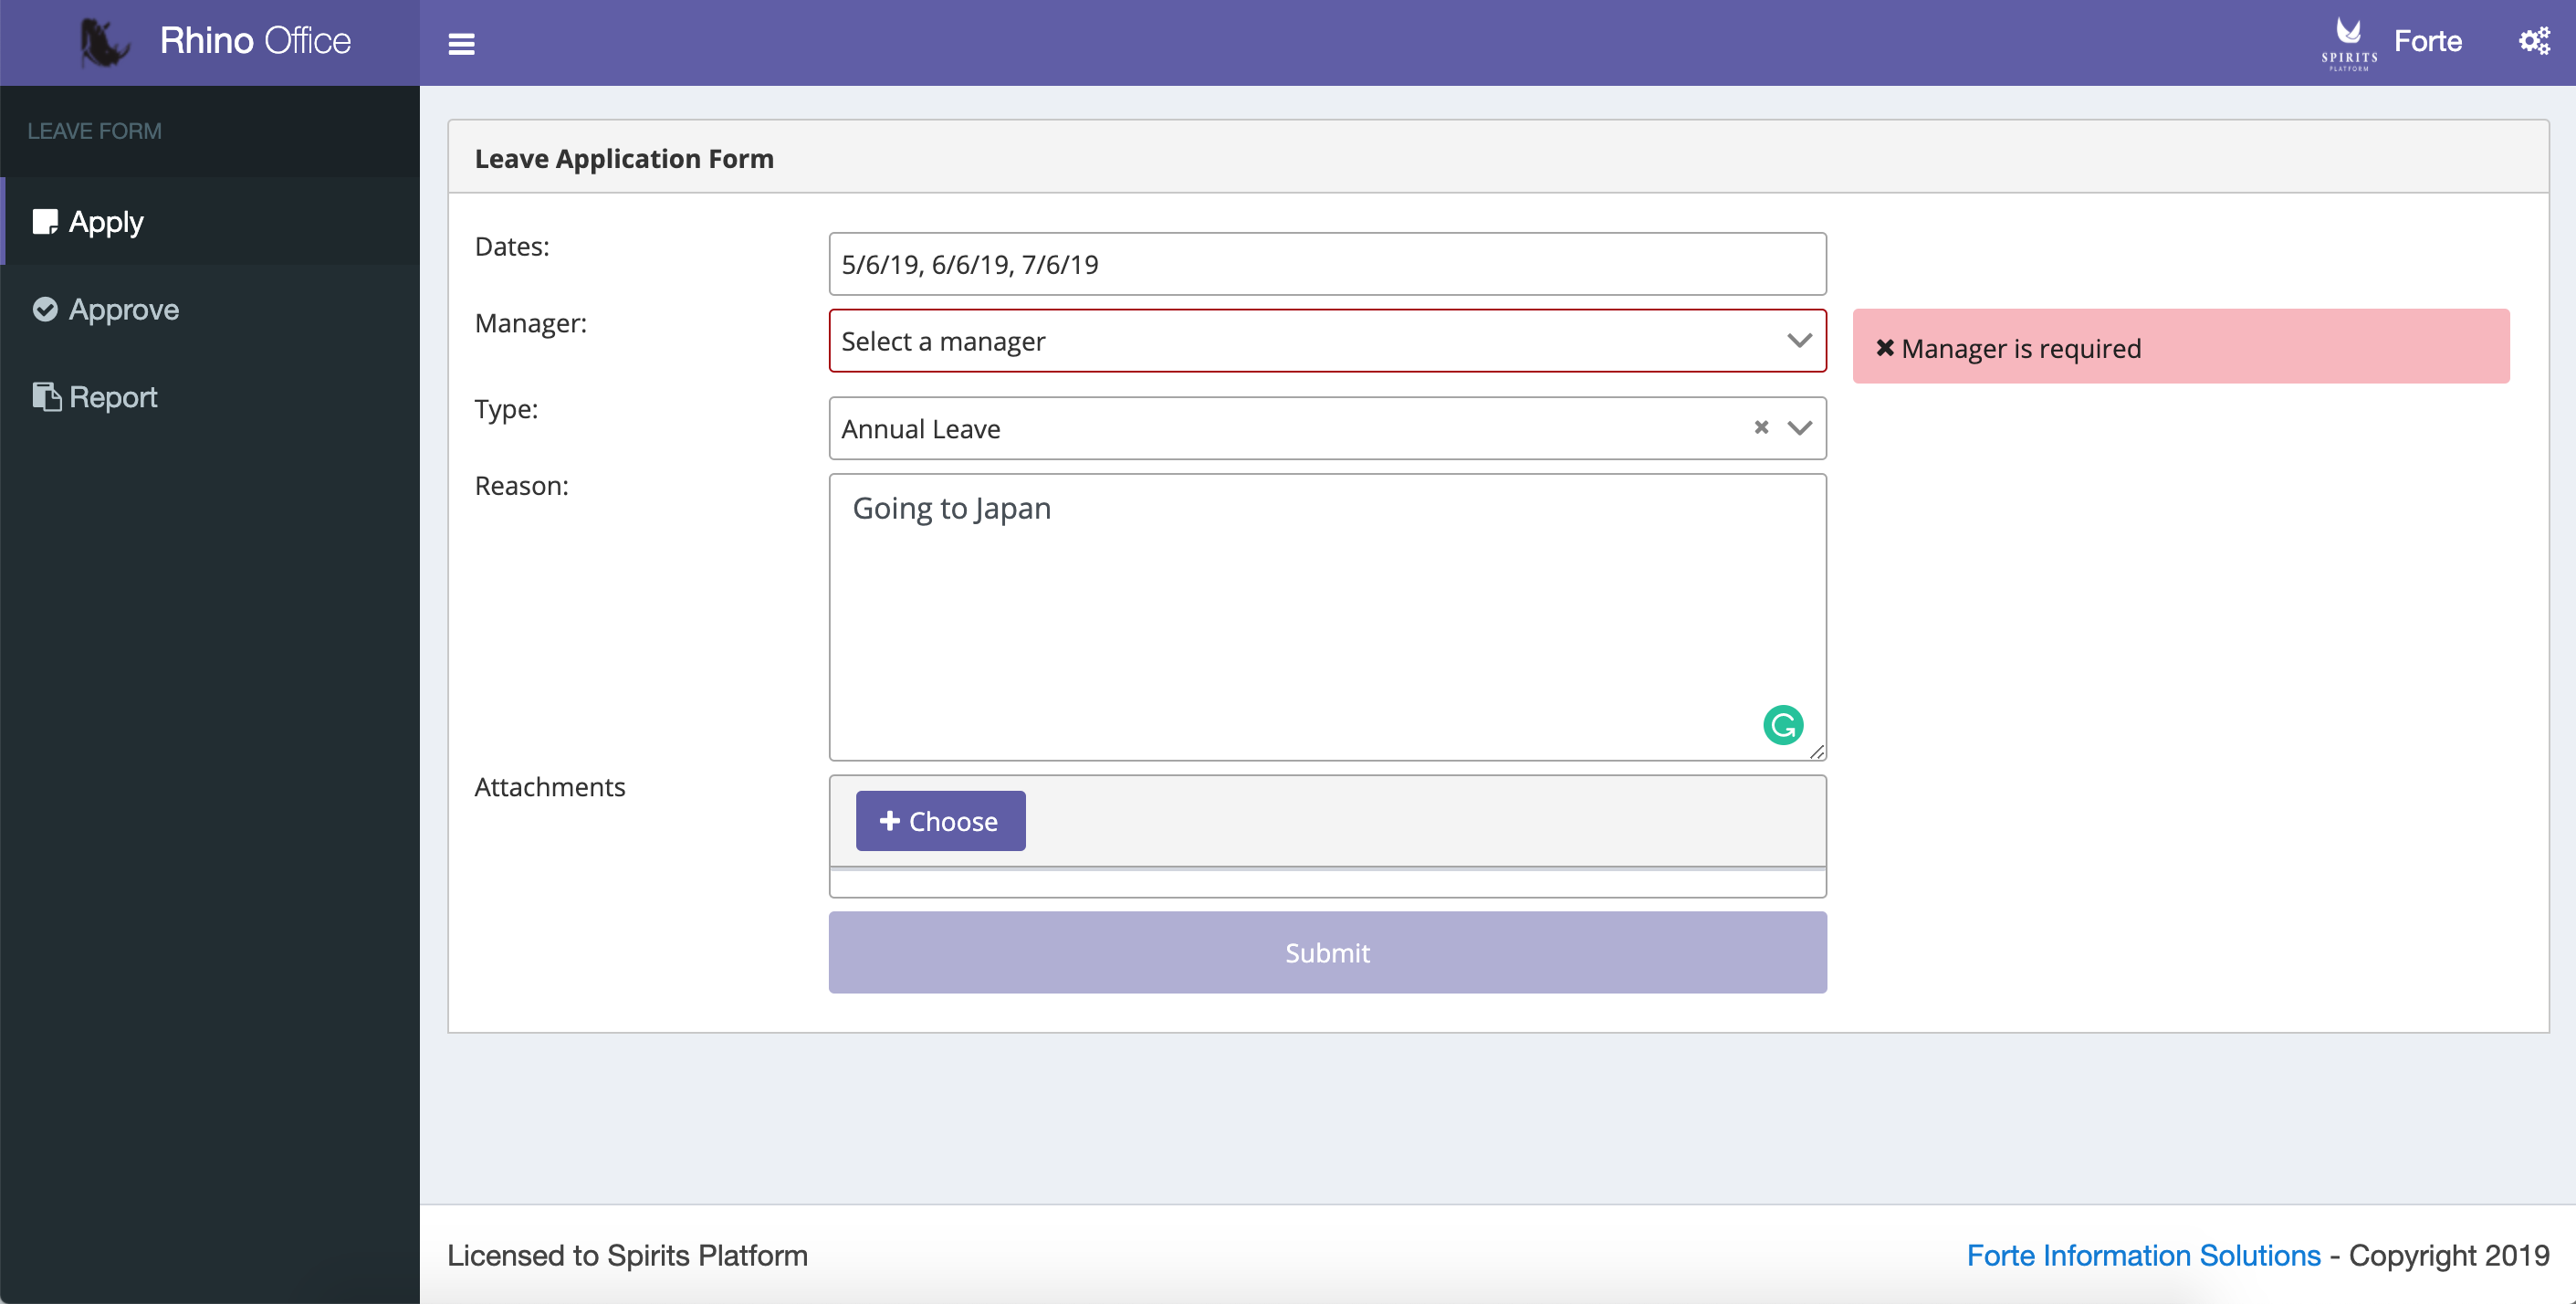 Rhino Office
SPIRITS
PLATFORM
Forte
LEAVE FORM
Apply
Approve
Report
Leave Application Form
Dates:
5/6/19, 6/6/19, 7/6/19
Manager:
Select a manager
Manager is required
Type:
Annual Leave
Reason:
Going to Japan
Attachments
Choose
Submit
Licensed to Spirits Platform
Forte Information Solutions - Copyright 2019